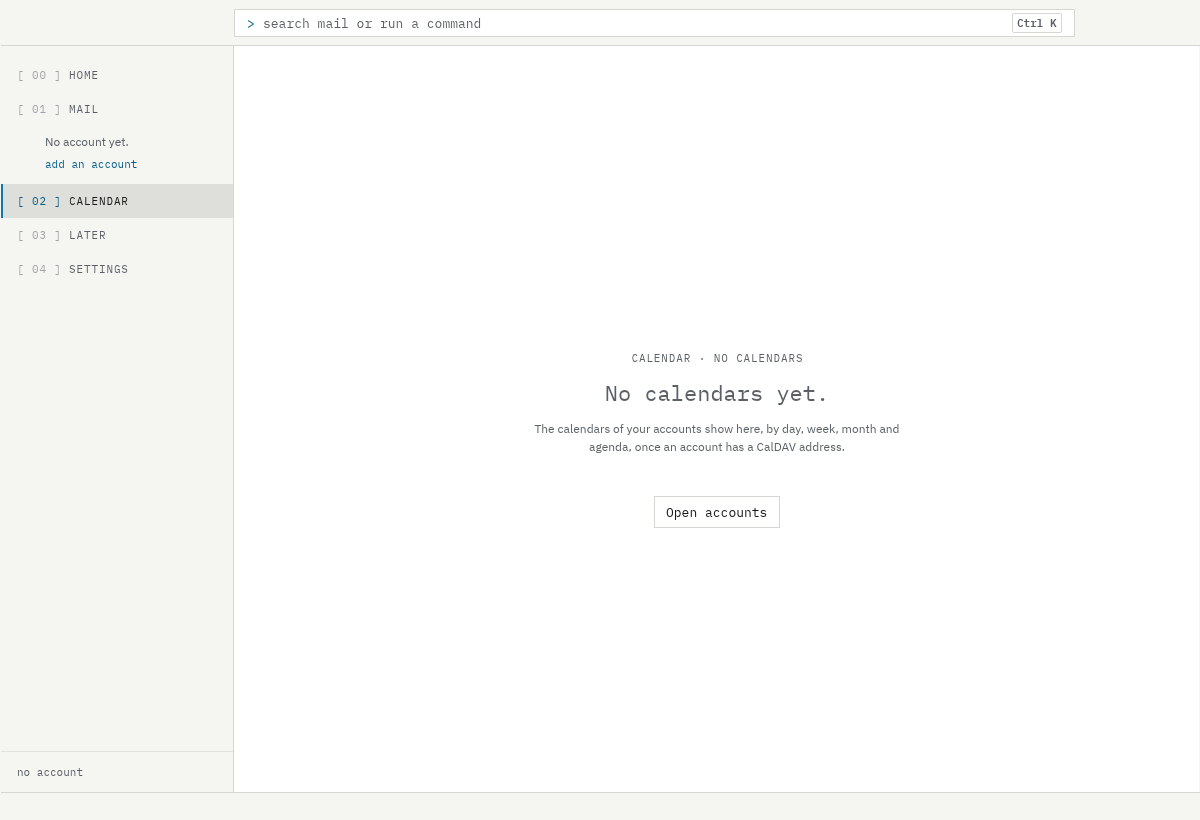 > search mail or run a command Ctrl K
[ 00 ] HOME
[ 01 ] MAIL
No account yet.
add an account
[ 02 ] CALENDAR
[ 03 ] LATER
[ 04 ] SETTINGS
CALENDAR · NO CALENDARS
No calendars yet.
The calendars of your accounts show here, by day, week, month and
agenda, once an account has a CalDAV address.
Open accounts
no account